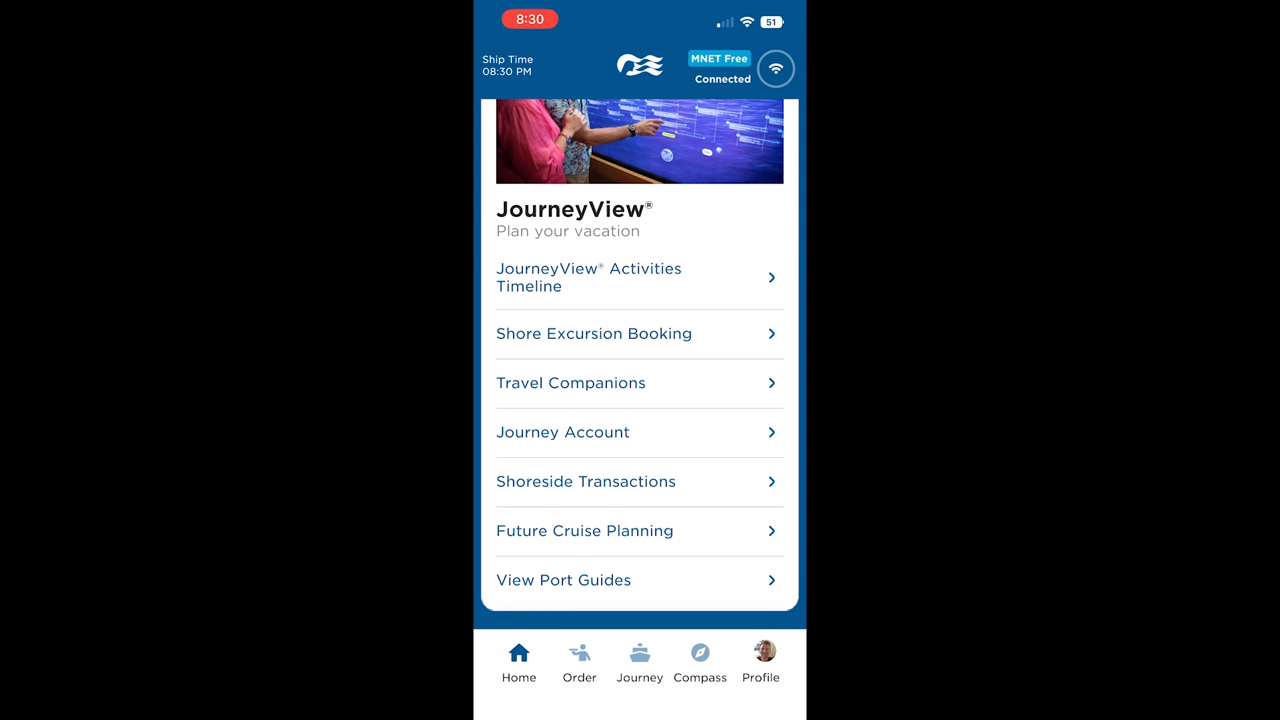 8:30
51
Ship Time
08:30 PM
MNET Free
Connected
JourneyView®
Plan your vacation
JourneyView® Activities
Timeline
Shore Excursion Booking
Travel Companions
Journey Account
Shoreside Transactions
Future Cruise Planning
View Port Guides
Home
Order
Journey
Compass
Profile